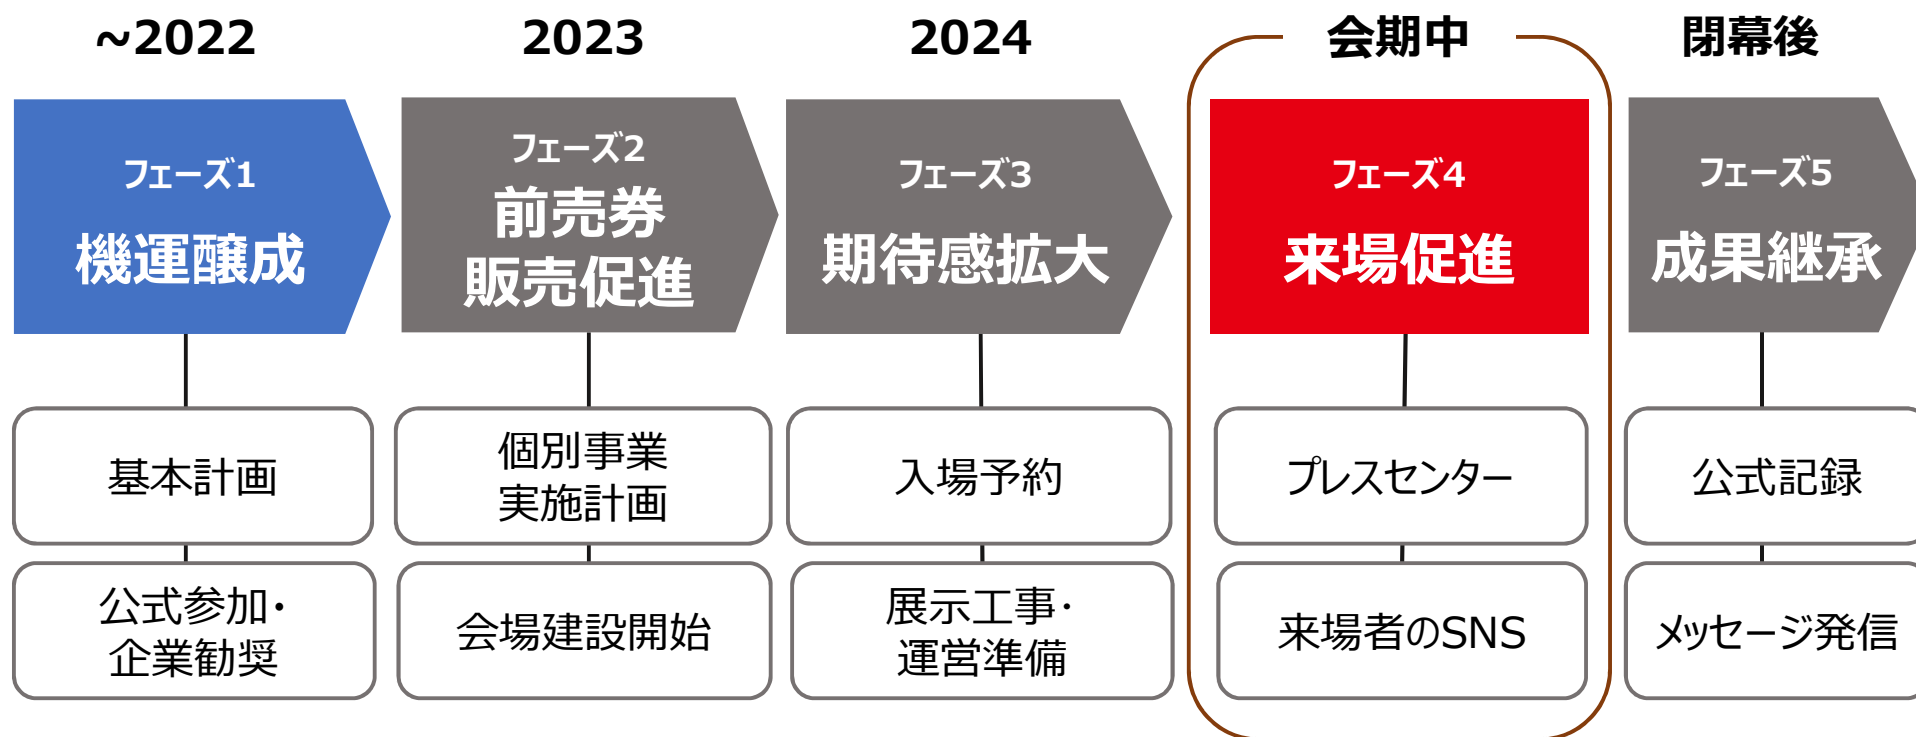 ~2022
2023
2024
会期中
閉幕後
フェーズ1
機運醸成
フェーズ2
前売券
販売促進
フェーズ3
期待感拡大
フェーズ4
来場促進
フェーズ5
成果継承
基本計画
個別事業
実施計画
入場予約
プレスセンター
公式記録
公式参加・
企業勧奨
会場建設開始
展示工事・
運営準備
来場者のSNS
メッセージ発信